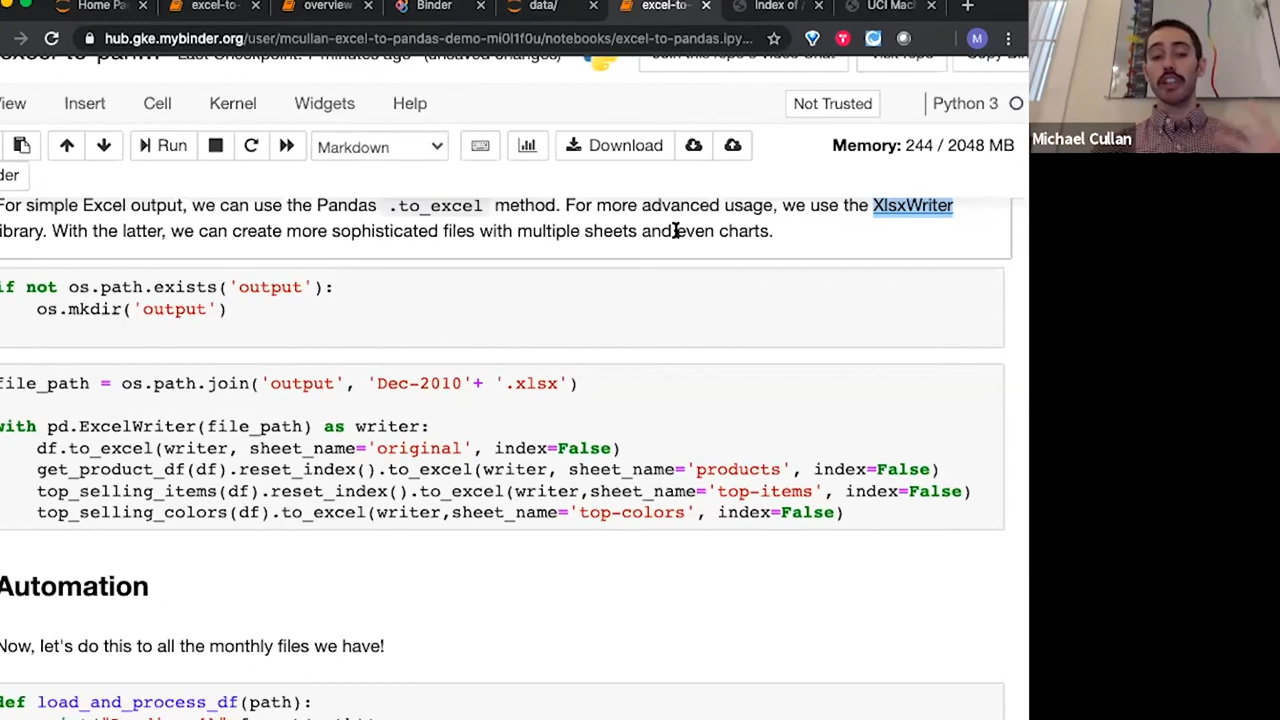 Home Pa
excel-to-
overview
Binder
data/
excel-to-
Index of /
UCI Mac
hub.gke.mybinder.org/user/mcullan-excel-to-pandas-demo-mi0l1f0u/notebooks/excel-to-pandas.ipy...
M
View Insert Cell Kernel Widgets Help
Not Trusted
Python 3
Run
Markdown
Download
Memory: 244 / 2048 MB
der
For simple Excel output, we can use the Pandas .to_excel method. For more advanced usage, we use the XlsxWriter
library. With the latter, we can create more sophisticated files with multiple sheets and even charts.
if not os.path.exists('output'):
os.mkdir('output')
file_path = os.path.join('output', 'Dec-2010'+ '.xlsx')
with pd.ExcelWriter(file_path) as writer:
df.to_excel(writer, sheet_name='original', index=False)
get_product_df(df).reset_index().to_excel(writer, sheet_name='products', index=False)
top_selling_items(df).reset_index().to_excel(writer,sheet_name='top-items', index=False)
top_selling_colors(df).to_excel(writer,sheet_name='top-colors', index=False)
Automation
Now, let's do this to all the monthly files we have!
def load_and_process_df(path):
Michael Cullan